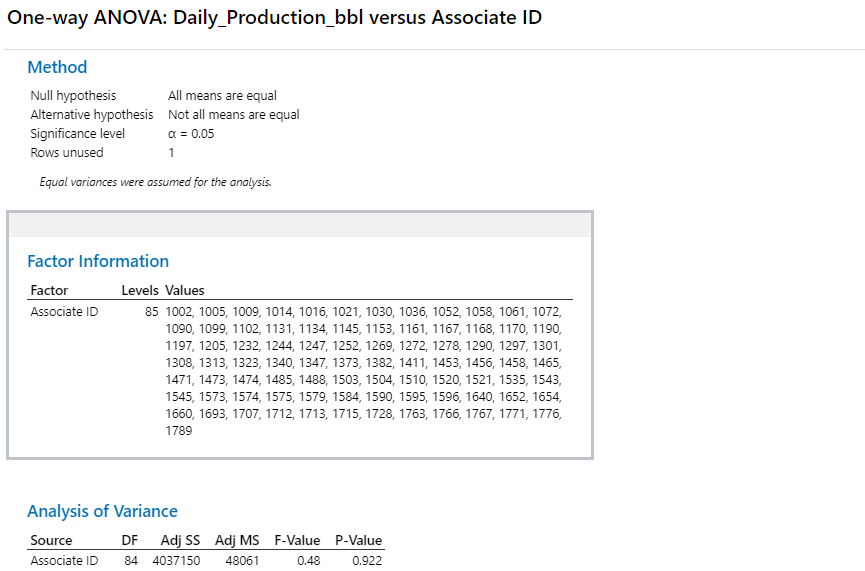 One-way ANOVA: Daily_Production_bbl versus Associate ID
Method
Null hypothesis All means are equal
Alternative hypothesis Not all means are equal
Significance level α = 0.05
Rows unused 1
Equal variances were assumed for the analysis.
Factor Information
Factor Levels Values
Associate ID 85 1002, 1005, 1009, 1014, 1016, 1021, 1030, 1036, 1052, 1058, 1061, 1072,
1090, 1099, 1102, 1131, 1134, 1145, 1153, 1161, 1167, 1168, 1170, 1190,
1197, 1205, 1232, 1244, 1247, 1252, 1269, 1272, 1278, 1290, 1297, 1301,
1308, 1313, 1323, 1340, 1347, 1373, 1382, 1411, 1453, 1456, 1458, 1465,
1471, 1473, 1474, 1485, 1488, 1503, 1504, 1510, 1520, 1521, 1535, 1543,
1545, 1573, 1574, 1575, 1579, 1584, 1590, 1595, 1596, 1640, 1652, 1654,
1660, 1693, 1707, 1712, 1713, 1715, 1728, 1763, 1766, 1767, 1771, 1776,
1789
Analysis of Variance
Source DF Adj SS Adj MS F-Value P-Value
Associate ID 84 4037150 48061 0.48 0.922